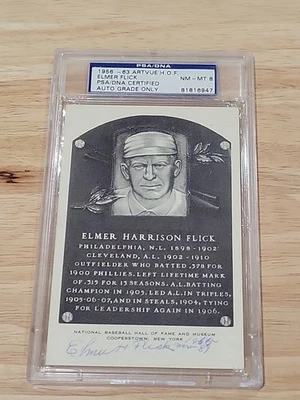 PSA/DNA
1956 - 63 ARTVUE H.O.F.
ELMER FLICK
NM - MT 8
PSA/DNA CERTIFIED
AUTO GRADE ONLY
81816947
ELMER HARRISON FLICK
PHILADELPHIA, N.L. 1898-1902
CLEVELAND, A.L. 1902-1910
OUTFIELDER WHO BATTED .378 FOR
1900 PHILLIES. LEFT LIFETIME MARK
OF .315 FOR 13 SEASONS. A.L. BATTING
CHAMPION IN 1905. LED A.L. IN TRIPLES,
1905-06-07, AND IN STEALS, 1904, TYING
FOR LEADERSHIP AGAIN IN 1906.
NATIONAL BASEBALL HALL OF FAME AND MUSEUM
COOPERSTOWN, NEW YORK
Elmer H Flick